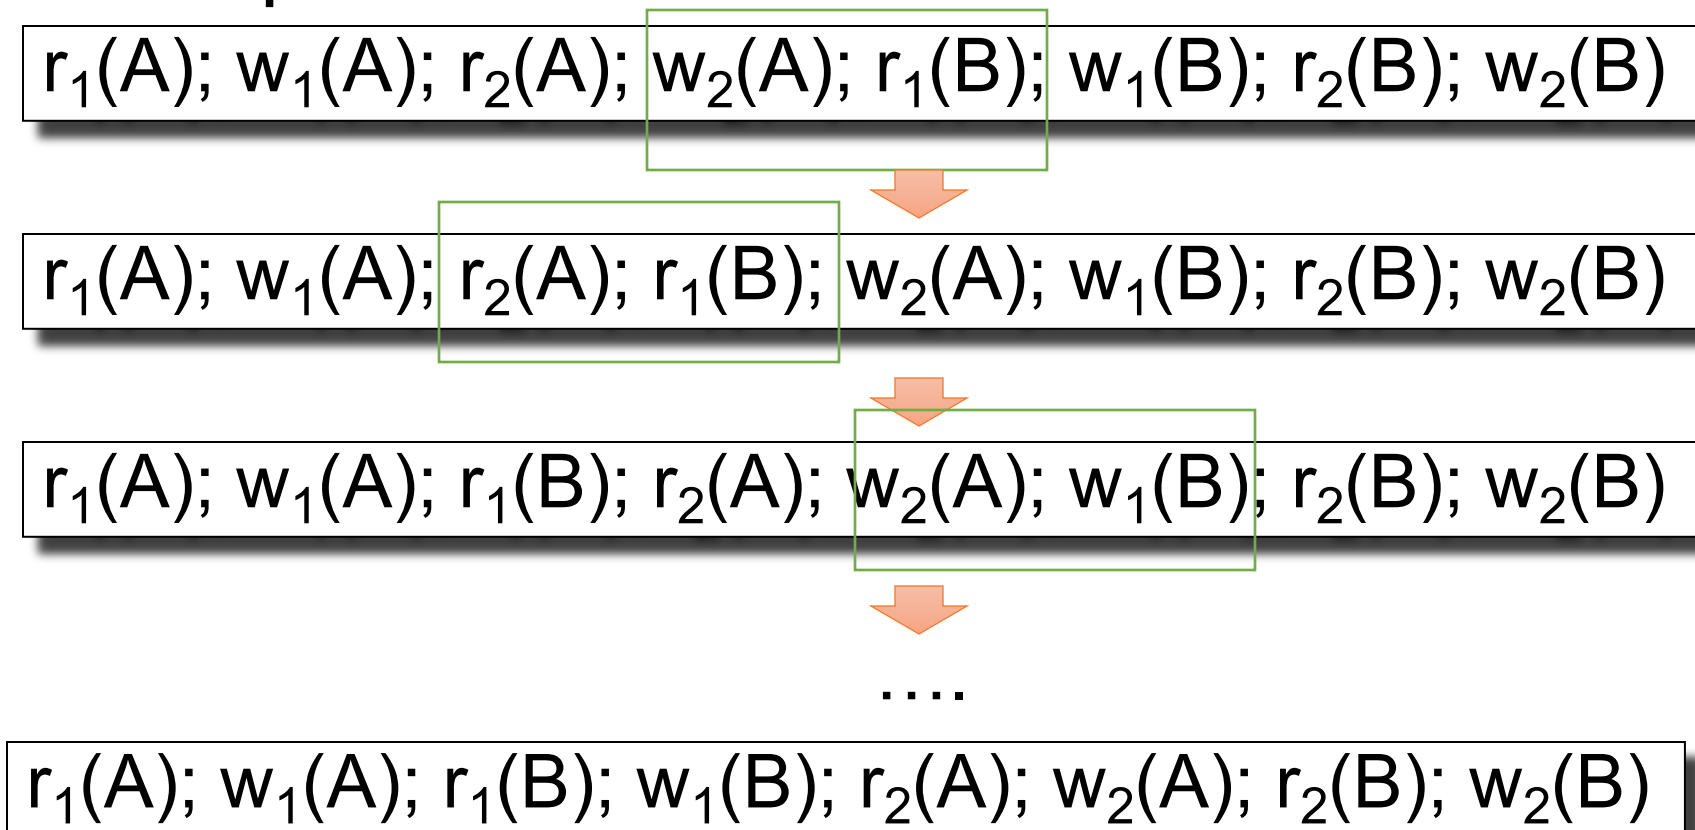 r₁(A); w₁(A); r₂(A); w₂(A); r₁(B); w₁(B); r₂(B); w₂(B)
r₁(A); w₁(A); r₂(A); r₁(B); w₂(A); w₁(B); r₂(B); w₂(B)
r₁(A); w₁(A); r₁(B); r₂(A); w₂(A); w₁(B); r₂(B); w₂(B)
....
r₁(A); w₁(A); r₁(B); w₁(B); r₂(A); w₂(A); r₂(B); w₂(B)